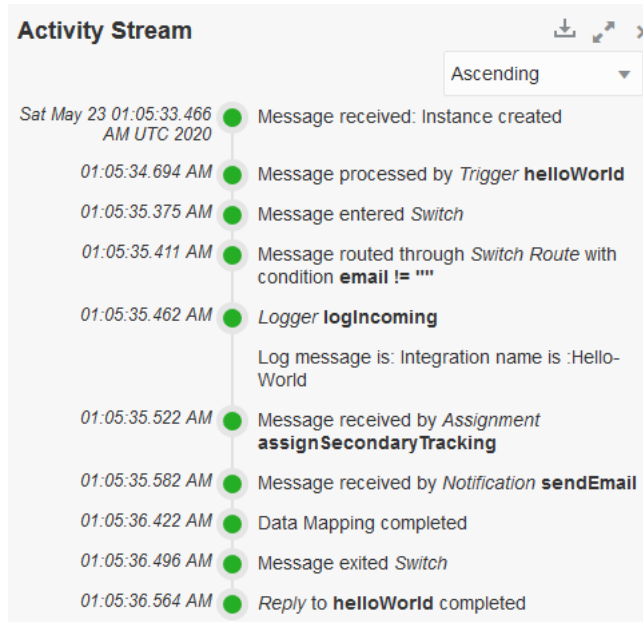 Activity Stream
Ascending
Sat May 23 01:05:33.466
AM UTC 2020
Message received: Instance created
01:05:34.694 AM
Message processed by Trigger helloWorld
01:05:35.375 AM
Message entered Switch
01:05:35.411 AM
Message routed through Switch Route with
condition email != ""
01:05:35.462 AM
Logger logIncoming
Log message is: Integration name is :Hello-
World
01:05:35.522 AM
Message received by Assignment
assignSecondaryTracking
01:05:35.582 AM
Message received by Notification sendEmail
01:05:36.422 AM
Data Mapping completed
01:05:36.496 AM
Message exited Switch
01:05:36.564 AM
Reply to helloWorld completed